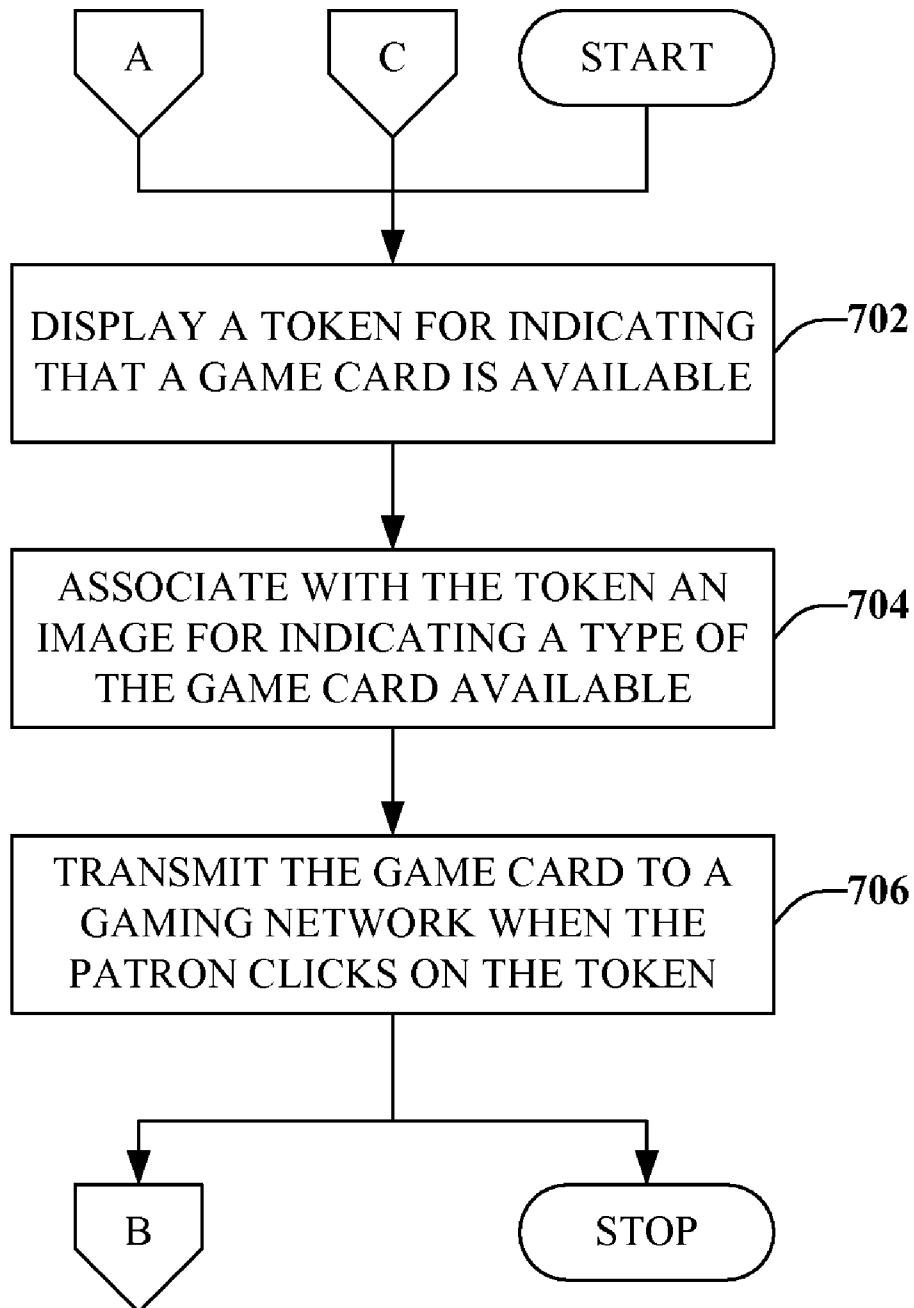 A
C
START
DISPLAY A TOKEN FOR INDICATING
THAT A GAME CARD IS AVAILABLE
702
ASSOCIATE WITH THE TOKEN AN
IMAGE FOR INDICATING A TYPE OF
THE GAME CARD AVAILABLE
704
TRANSMIT THE GAME CARD TO A
GAMING NETWORK WHEN THE
PATRON CLICKS ON THE TOKEN
706
B
STOP